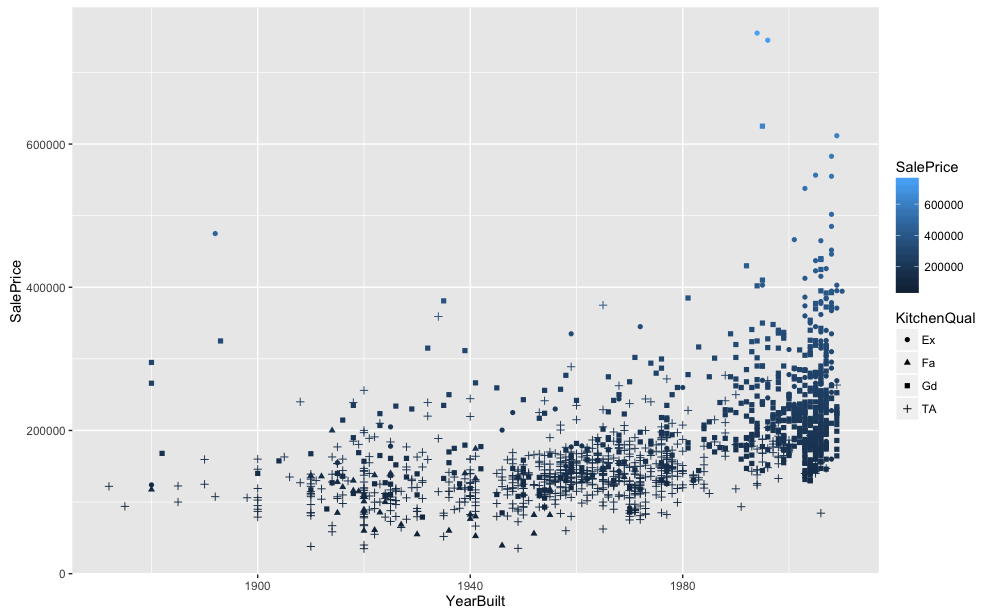 600000
400000
200000
0
SalePrice
1900
1940
1980
YearBuilt
SalePrice
600000
400000
200000
KitchenQual
Ex
Fa
Gd
TA